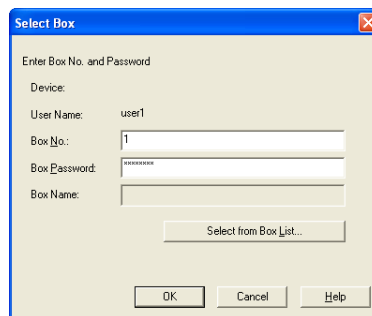 Select Box
Enter Box No. and Password
Device:
User Name: user1
Box No.: 1
Box Password: ********
Box Name:
Select from Box List...
OK Cancel Help